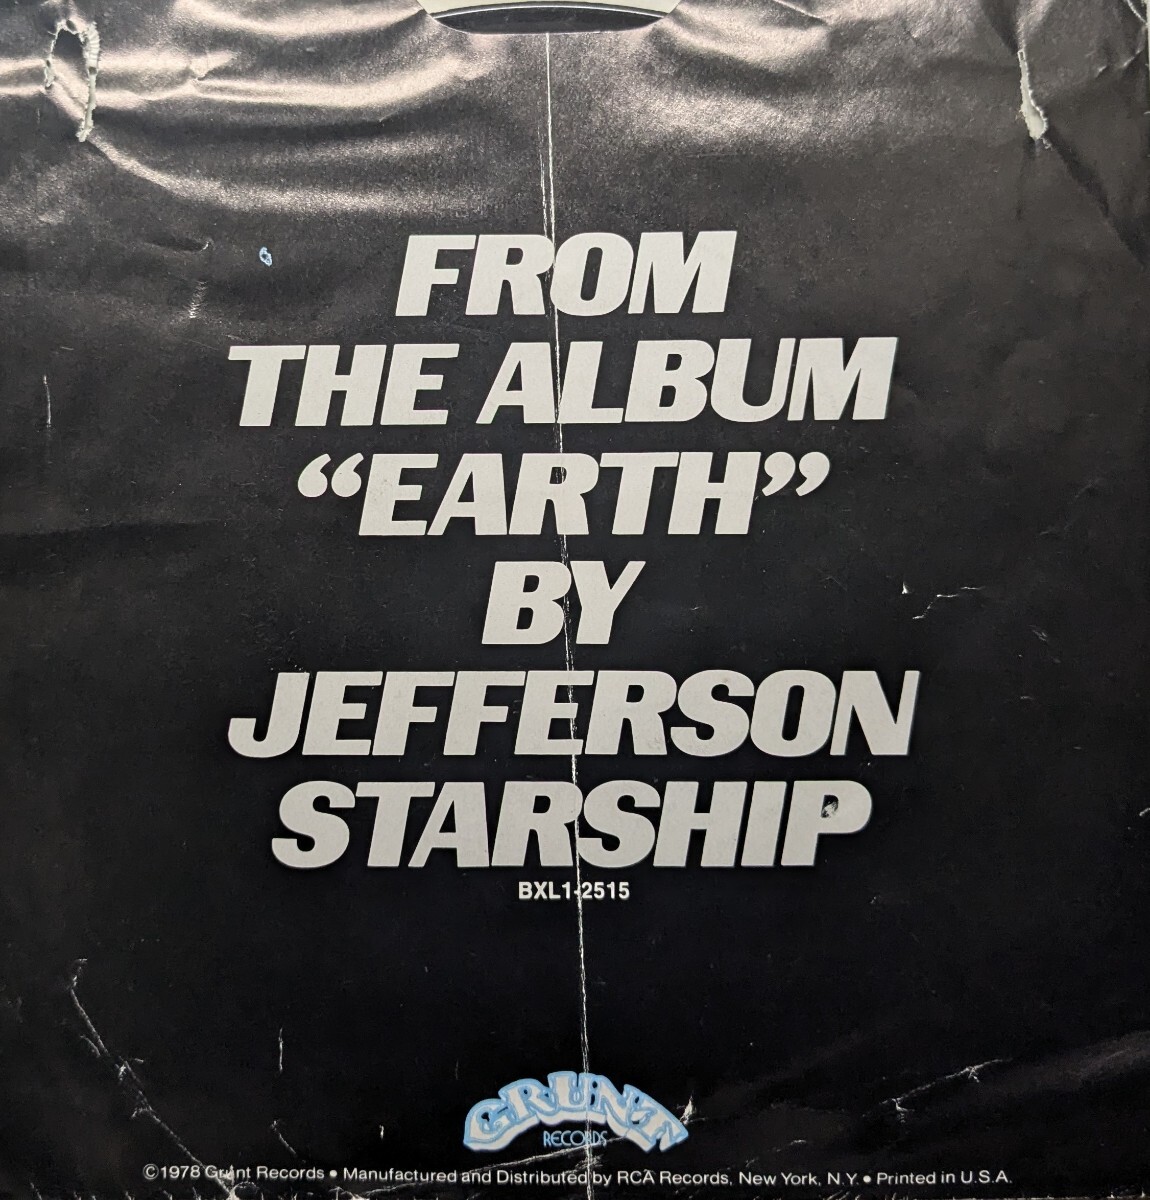 FROM
THE ALBUM
“EARTH”
BY
JEFFERSON
STARSHIP
BXL1-2515
GRUNT
RECORDS
©1978 Grunt Records • Manufactured and Distributed by RCA Records, New York, N.Y. • Printed in U.S.A.